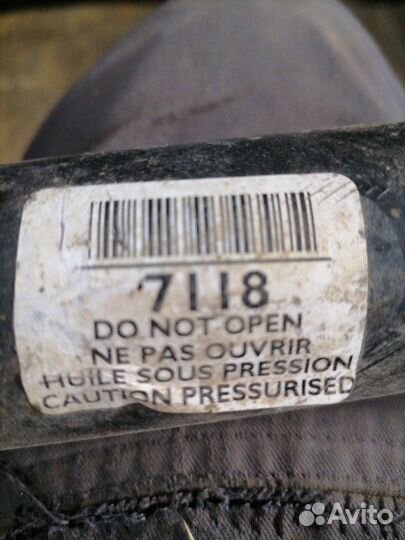 7118
DO NOT OPEN
NE PAS OUVRIR
HUILE SOUS PRESSION
CAUTION PRESSURISED
Avito